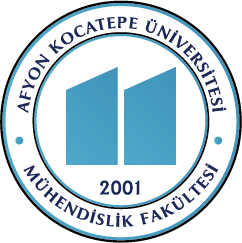 AFYON KOCATEPE ÜNİVERSİTESİ
2001
MÜHENDİSLİK FAKÜLTESİ